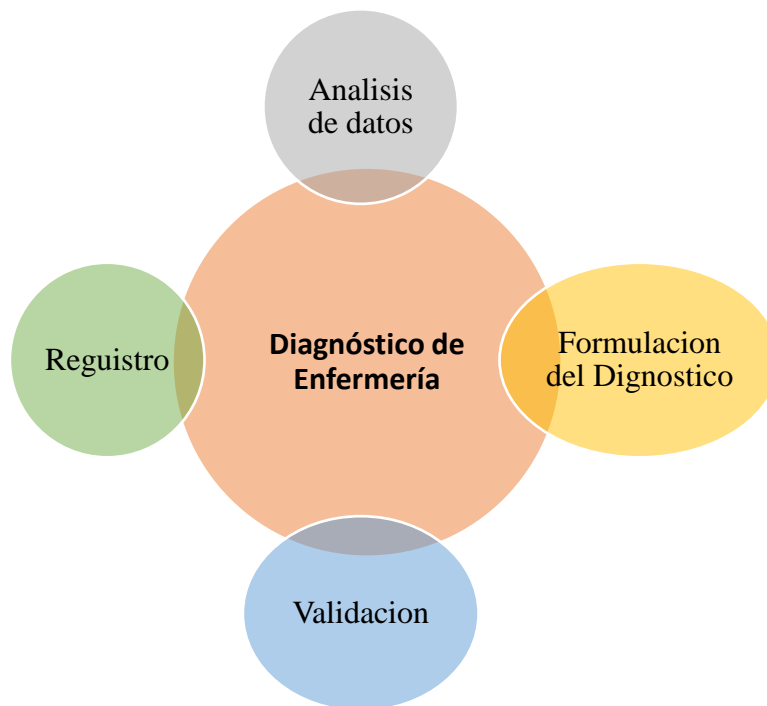 Analisis
de datos
Reguistro
Diagnóstico de
Enfermería
Formulacion
del Dignostico
Validacion